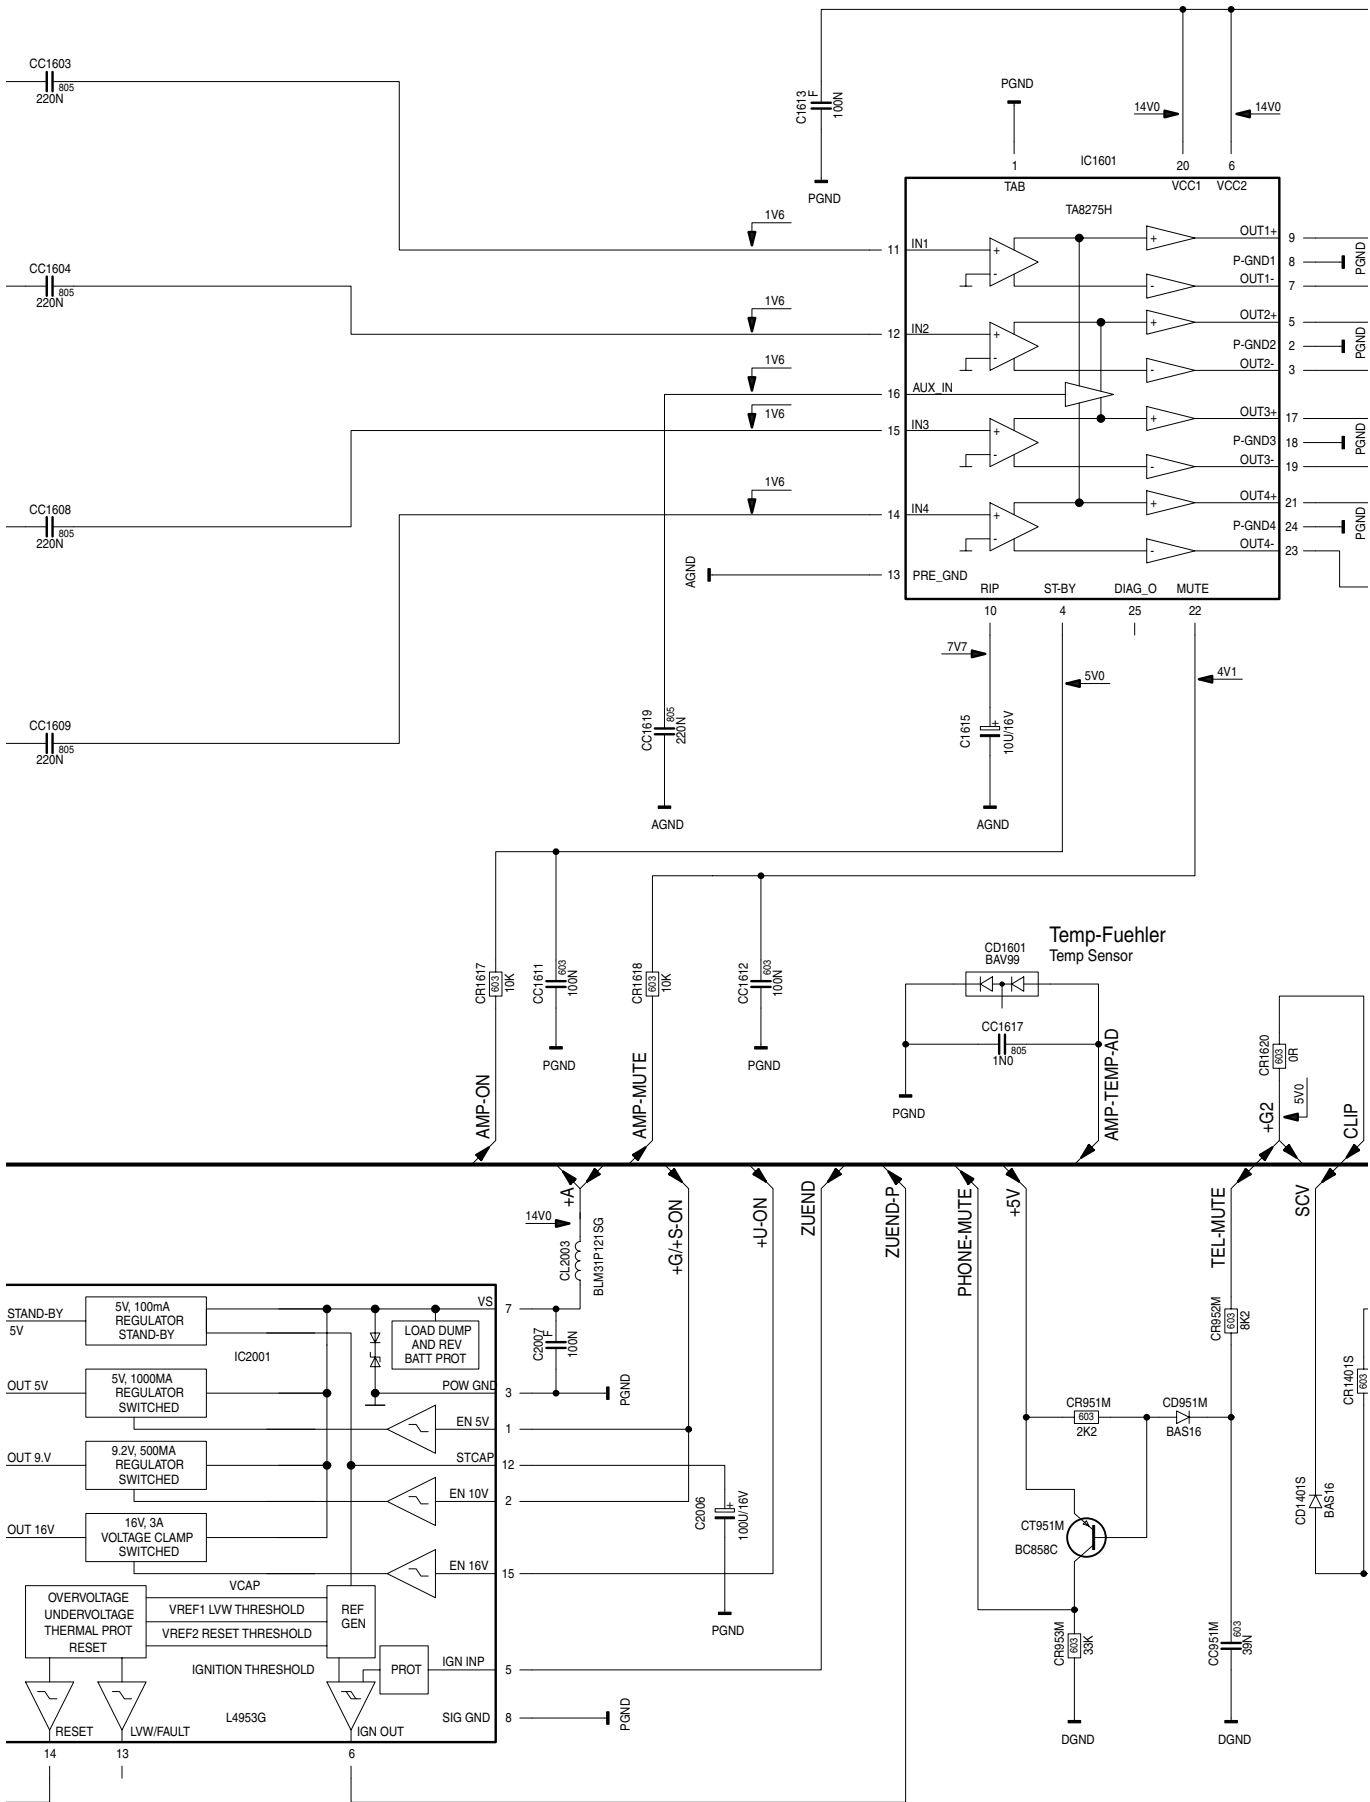 CC1603
805
220N
C1613
F
100N
PGND
PGND
14V0
14V0
IC1601
1
20
6
TAB
VCC1
VCC2
TA8275H
1V6
11
IN1
OUT1+
9
P-GND1
8
PGND
OUT1-
7
CC1604
805
220N
1V6
12
IN2
OUT2+
5
P-GND2
2
PGND
OUT2-
3
1V6
16
AUX_IN
1V6
15
IN3
OUT3+
17
P-GND3
18
PGND
OUT3-
19
CC1608
805
220N
1V6
14
IN4
OUT4+
21
P-GND4
24
PGND
OUT4-
23
AGND
13
PRE_GND
RIP
ST-BY
DIAG_O
MUTE
10
4
25
22
7V7
5V0
4V1
CC1609
805
220N
CC1619
805
220N
C1615
+
10U/16V
AGND
AGND
CR1617
603
10K
CC1611
603
100N
CR1618
603
10K
CC1612
603
100N
PGND
PGND
Temp-Fuehler
Temp Sensor
CD1601
BAV99
CC1617
805
1N0
PGND
CR1620
603
0R
5V0
AMP-ON
AMP-MUTE
AMP-TEMP-AD
+G2
CLIP
+A
+G/+S-ON
+U-ON
ZUEND
ZUEND-P
PHONE-MUTE
+5V
TEL-MUTE
SCV
14V0
CL2003
BLM31P121SG
STAND-BY
5V
5V, 100mA
REGULATOR
STAND-BY
VS
7
IC2001
LOAD DUMP
AND REV
BATT PROT
C2007
F
100N
OUT 5V
5V, 1000MA
REGULATOR
SWITCHED
POW GND
3
PGND
EN 5V
1
OUT 9.V
9.2V, 500MA
REGULATOR
SWITCHED
STCAP
12
EN 10V
2
C2006
+
100U/16V
OUT 16V
16V, 3A
VOLTAGE CLAMP
SWITCHED
EN 16V
15
PGND
VCAP
OVERVOLTAGE
UNDERVOLTAGE
THERMAL PROT
RESET
VREF1 LVW THRESHOLD
VREF2 RESET THRESHOLD
REF
GEN
IGNITION THRESHOLD
PROT
IGN INP
5
L4953G
SIG GND
8
PGND
RESET
LVW/FAULT
IGN OUT
14
13
6
CR952M
603
8K2
CR951M
603
2K2
CD951M
BAS16
CT951M
BC858C
CR953M
603
33K
CC951M
603
39N
DGND
DGND
CD1401S
BAS16
CR1401S
603